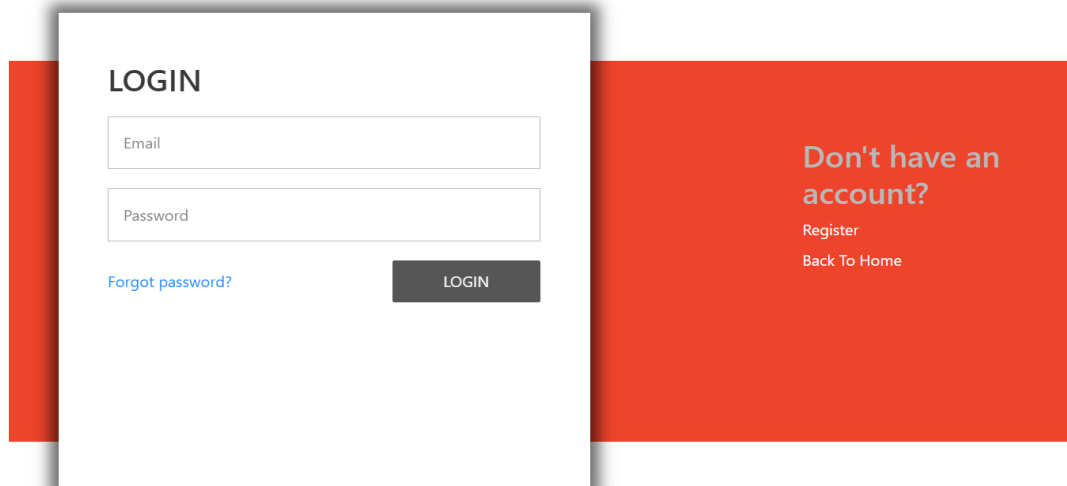 LOGIN
Email
Password
Forgot password?
LOGIN
Don't have an
account?
Register
Back To Home